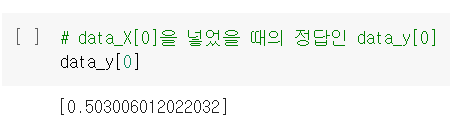 [ ] # data_X[0]을 넣었을 때의 정답인 data_y[0]
data_y[0]
[0.503006012022032]